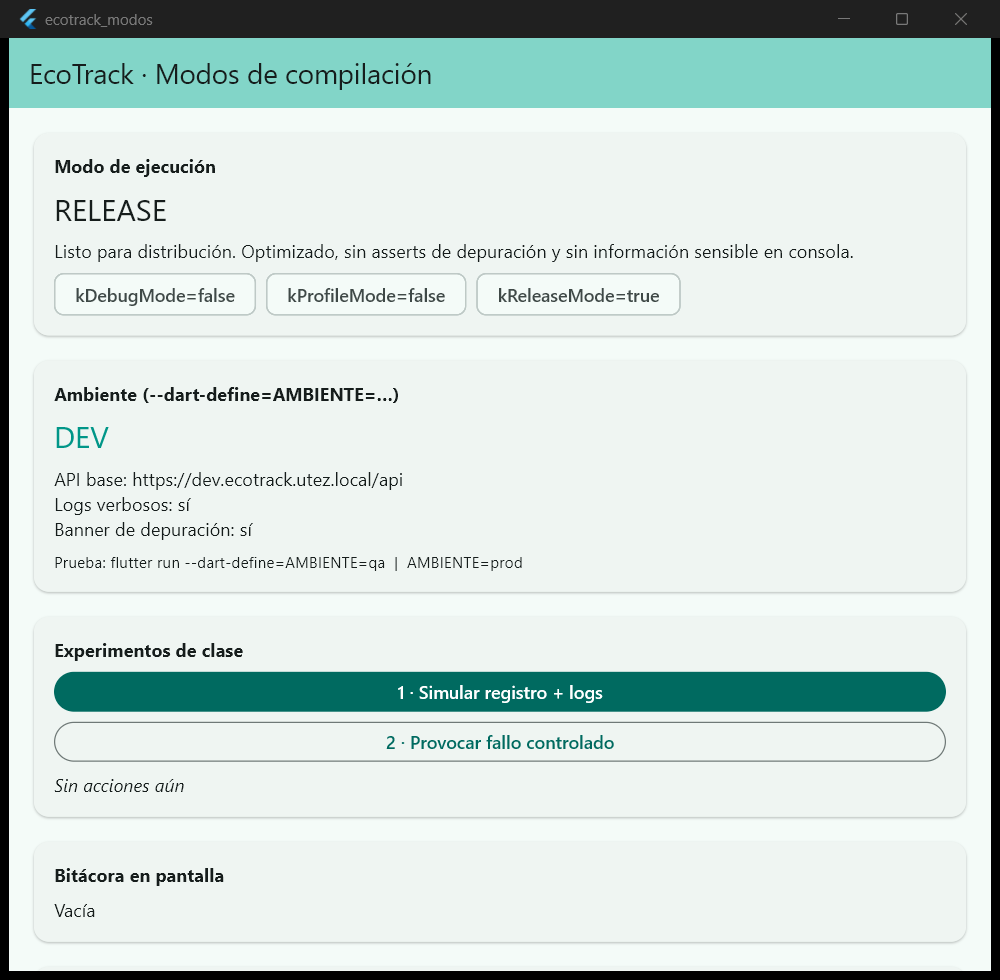 ecotrack_modos
EcoTrack · Modos de compilación
Modo de ejecución
RELEASE
Listo para distribución. Optimizado, sin asserts de depuración y sin información sensible en consola.
kDebugMode=false kProfileMode=false kReleaseMode=true
Ambiente (--dart-define=AMBIENTE=...)
DEV
API base: https://dev.ecotrack.utez.local/api
Logs verbosos: sí
Banner de depuración: sí
Prueba: flutter run --dart-define=AMBIENTE=qa | AMBIENTE=prod
Experimentos de clase
1 · Simular registro + logs
2 · Provocar fallo controlado
Sin acciones aún
Bitácora en pantalla
Vacía